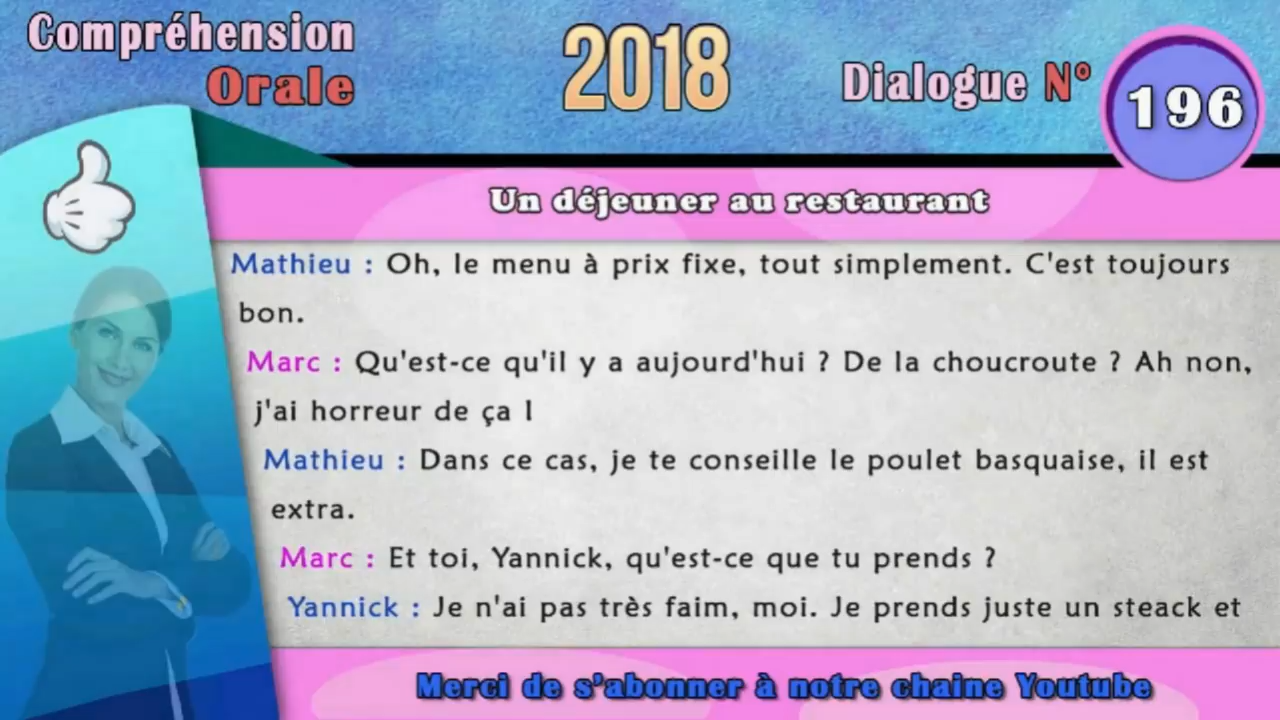 Compréhension
Orale
2018
Dialogue N°
196
Un déjeuner au restaurant
Mathieu : Oh, le menu à prix fixe, tout simplement. C'est toujours
bon.
Marc : Qu'est-ce qu'il y a aujourd'hui ? De la choucroute ? Ah non,
j'ai horreur de ça !
Mathieu : Dans ce cas, je te conseille le poulet basquaise, il est
extra.
Marc : Et toi, Yannick, qu'est-ce que tu prends ?
Yannick : Je n'ai pas très faim, moi. Je prends juste un steack et
Merci de s'abonner à notre chaine Youtube